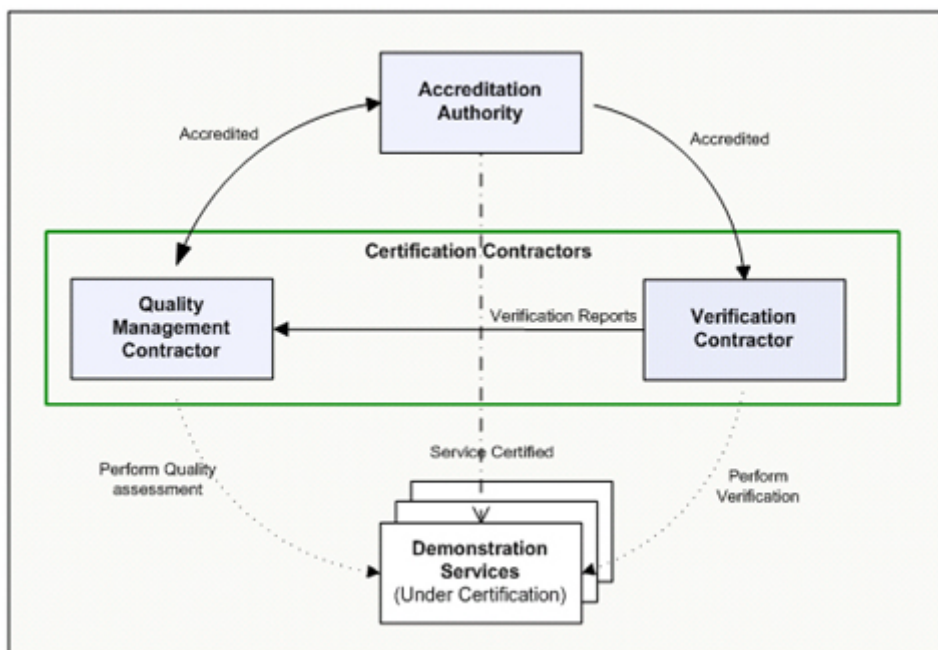 Accreditation
Authority
Accredited
Accredited
Certification Contractors
Quality
Management
Contractor
Verification Reports
Verification
Contractor
Service Certified
Perform Quality
assessment
Perform
Verification
Demonstration
Services
(Under Certification)